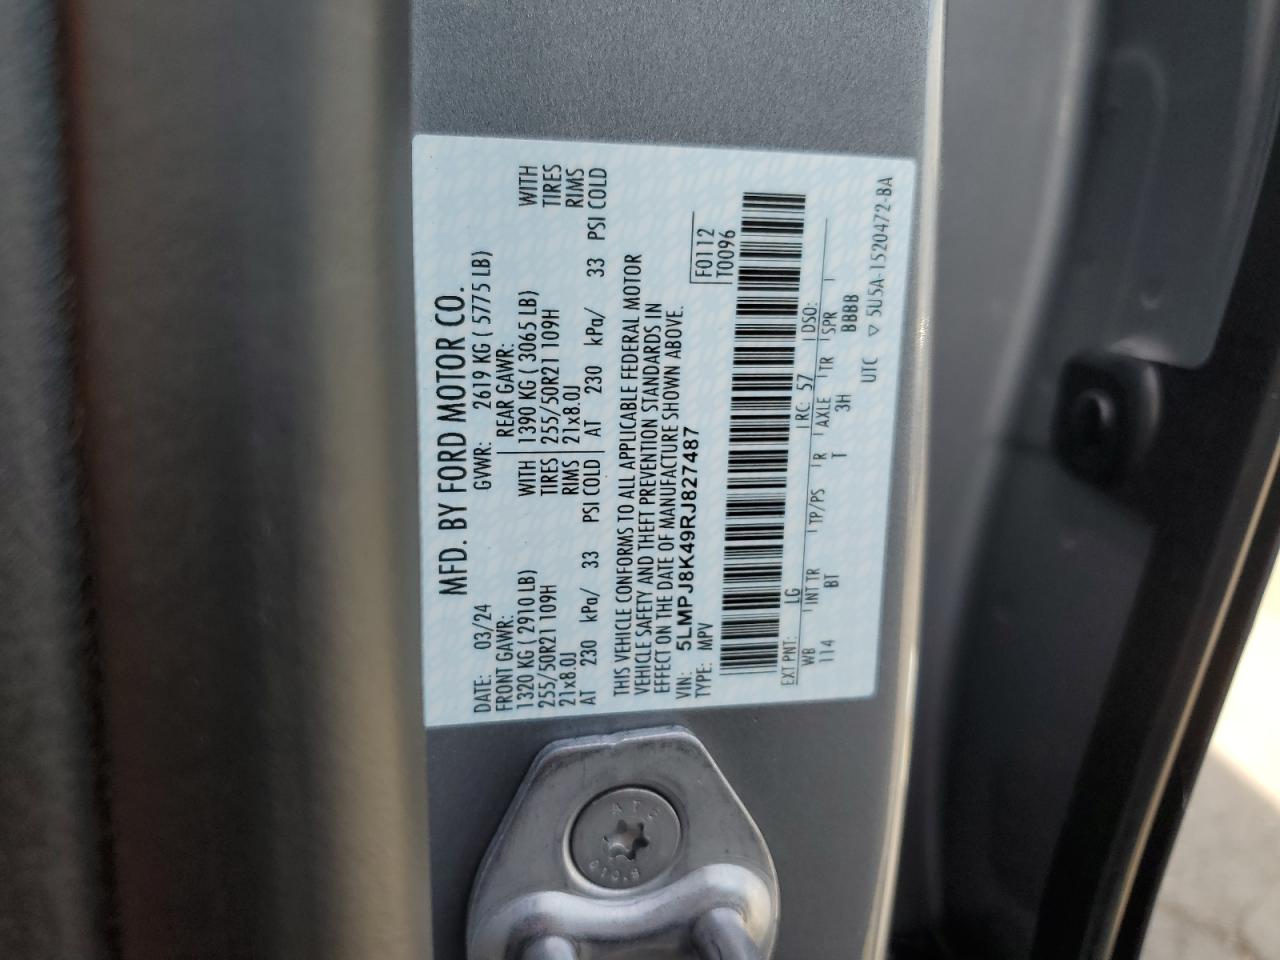 MFD. BY FORD MOTOR CO.
DATE: 03/24 GVWR: 2619 KG ( 5775 LB)
FRONT GAWR: REAR GAWR:
1320 KG ( 2910 LB) WITH 1390 KG ( 3065 LB) WITH
255/50R21 109H TIRES 255/50R21 109H TIRES
21x8.0J RIMS 21x8.0J RIMS
AT 230 kPa/ 33 PSI COLD AT 230 kPa/ 33 PSI COLD
THIS VEHICLE CONFORMS TO ALL APPLICABLE FEDERAL MOTOR
VEHICLE SAFETY AND THEFT PREVENTION STANDARDS IN
EFFECT ON THE DATE OF MANUFACTURE SHOWN ABOVE.
VIN: 5LMPJ8K49RJ827487
TYPE: MPV
F0112
T0096
EXT PNT: LG RC: 57 DSO:
WB INT TR TP/PS R AXLE TR SPR
114 BT T 3H BBBB
UTC ▽ 5U5A-1520472-BA
ATF
10.9